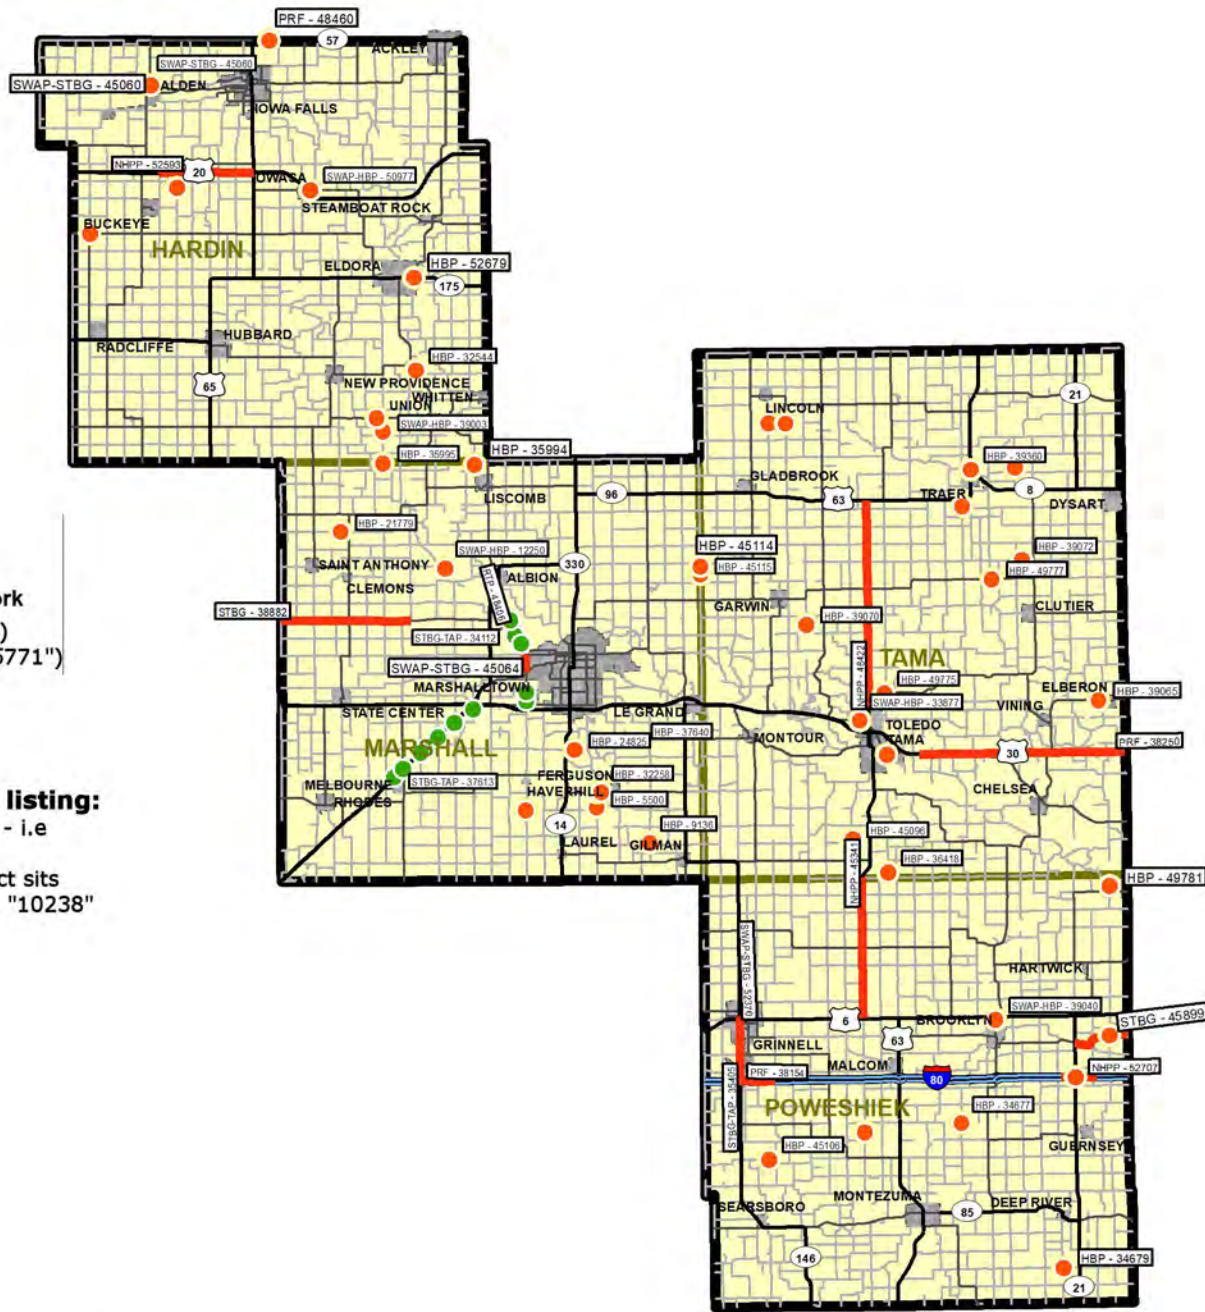 PRF - 48460
57
ACKLEY
SWAP-STBG - 45060
SWAP-STBG - 45060
ALDEN
IOWA FALLS
NHPP - 52593
20
OWASA
SWAP-HBP - 50977
STEAMBOAT ROCK
BUCKEYE
HARDIN
ELDORA
HBP - 52679
175
RADCLIFFE
HUBBARD
HBP - 32544
65
NEW PROVIDENCE
WHITTEN
UNION
SWAP-HBP - 39003
HBP - 35995
HBP - 35994
LISCOMB
21
LINCOLN
GLADBROOK
HBP - 39360
96
63
TRAER
8
DYSART
HBP - 21779
SWAP-HBP - 12250
SAINT ANTHONY
CLEMONS
ALBION
330
HBP - 45114
HBP - 45115
HBP - 39072
HBP - 49777
GARWIN
CLUTIER
ork
)
5771")
STBG - 38882
RTP - 48406
STBG-TAP - 34112
HBP - 39070
SWAP-STBG - 45064
MARSHALLTOWN
NHPP - 48422
TAMA
HBP - 49775
SWAP-HBP - 33877
ELBERON
HBP - 39065
STATE CENTER
LE GRAND
VINING
MARSHALL
HBP - 24825
HBP - 37640
MONTOUR
TOLEDO
TAMA
30
PRF - 38250
MELBOURNE
STBG-TAP - 37613
FERGUSON
HBP - 32258
HAVERHILL
HBP - 5500
CHELSEA
RHODES
listing:
- i.e
ct sits
"10238"
14
LAUREL
GILMAN
HBP - 9136
HBP - 45096
NHPP - 45341
HBP - 36418
HBP - 49781
SWAP-STBG - 52370
HARTWICK
SWAP-HBP - 39040
6
BROOKLYN
STBG - 45899
GRINNELL
63
MALCOM
PRF - 38154
80
NHPP - 52707
STBG-TAP - 35405
POWESHIEK
HBP - 34677
HBP - 45106
GUERNSEY
SEARSBORO
MONTEZUMA
85
DEEP RIVER
146
HBP - 34679
21